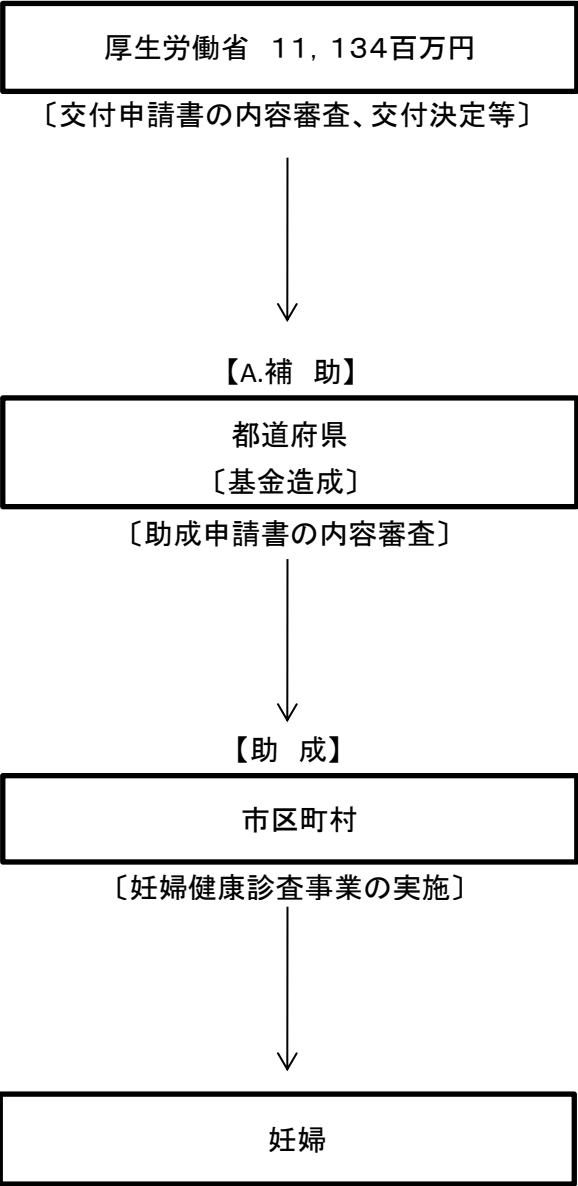 厚生労働省　１１，１３４百万円
〔交付申請書の内容審査、交付決定等〕
【A.補　助】
都道府県
〔基金造成〕
〔助成申請書の内容審査〕
【助　成】
市区町村
〔妊婦健康診査事業の実施〕
妊婦